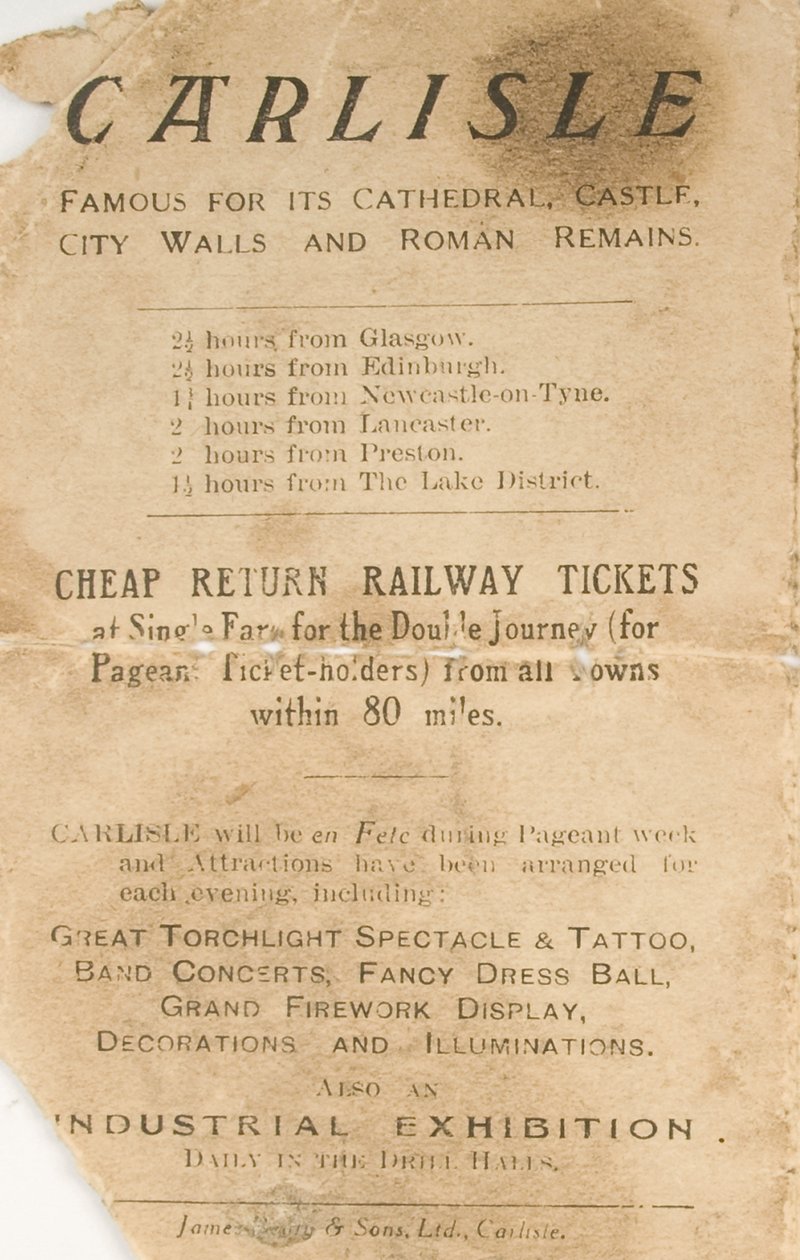 CARLISLE
FAMOUS FOR ITS CATHEDRAL, CASTLE,
CITY WALLS AND ROMAN REMAINS.
2½ hours from Glasgow.
2½ hours from Edinburgh.
hours from Newcastle-on-Tyne.
2 hours from Lancaster.
2 hours from Preston.
1½ hours from The Lake District.
CHEAP RETURN RAILWAY TICKETS
at Single Fare for the Double Journey (for
Pageant Ticket-holders) from all towns
within 80 miles.
CARLISLE will be en Fete during Pageant week
and Attractions have been arranged for
each evening, including:
GREAT TORCHLIGHT SPECTACLE & TATTOO,
BAND CONCERTS, FANCY DRESS BALL,
GRAND FIREWORK DISPLAY,
DECORATIONS AND ILLUMINATIONS.
ALSO AN
INDUSTRIAL EXHIBITION.
DAILY IN THE DRILL HALLS.
James & Sons, Ltd., Carlisle.